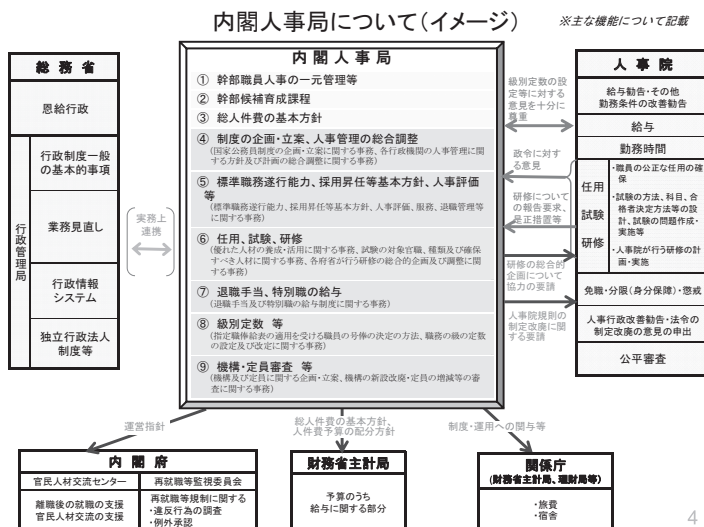 内閣人事局について(イメージ)
※主な機能について記載
総務省
恩給行政
行政管理局
行政制度一般
の基本的事項
業務見直し
行政情報
システム
独立行政法人
制度等
実務上
連携
内閣人事局
① 幹部職員人事の一元管理等
② 幹部候補育成課程
③ 総人件費の基本方針
④ 制度の企画・立案、人事管理の総合調整
(国家公務員制度の企画・立案に関する事務、各行政機関の人事管理に関
する方針及び計画の総合調整に関する事務)
⑤ 標準職務遂行能力、採用昇任等基本方針、人事評価
等
(標準職務遂行能力、採用昇任等基本方針、人事評価、服務、退職管理等
に関する事務)
⑥ 任用、試験、研修
(優れた人材の養成・活用に関する事務、試験の対象官職、種類及び確保
すべき人材に関する事務、各府省が行う研修の総合的企画及び調整に関
する事務)
⑦ 退職手当、特別職の給与
(退職手当及び特別職の給与制度に関する事務)
⑧ 級別定数 等
(指定職俸給表の適用を受ける職員の号俸の決定の方法、職務の級の定数
の設定及び改定に関する事務)
⑨ 機構・定員審査 等
(機構及び定員に関する企画・立案、機構の新設改廃・定員の増減等の審
査に関する事務)
級別定数の設
定等に対する
意見を十分に
尊重
政令に対す
る意見
研修について
の報告要求、
是正措置等
研修の総合的
企画について
協力の要請
人事院規則の
制定改廃に関
する要請
人事院
給与勧告・その他
勤務条件の改善勧告
給与
勤務時間
任用
試験
研修
・職員の公正な任用の確
保
・試験の方法、科目、合
格者決定方法等の設
計、試験の問題作成・
実施等
・人事院が行う研修の計
画・実施
免職・分限(身分保障)・懲戒
人事行政改善勧告・法令の
制定改廃の意見の申出
公平審査
運営指針
総人件費の基本方針、
人件費予算の配分方針
制度・運用への関与等
内閣府
官民人材交流センター
再就職等監視委員会
離職後の就職の支援
官民人材交流の支援
再就職等規制に関する
・違反行為の調査
・例外承認
財務省主計局
予算のうち
給与に関する部分
関係庁
(財務省主計局、理財局等)
・旅費
・宿舎
4